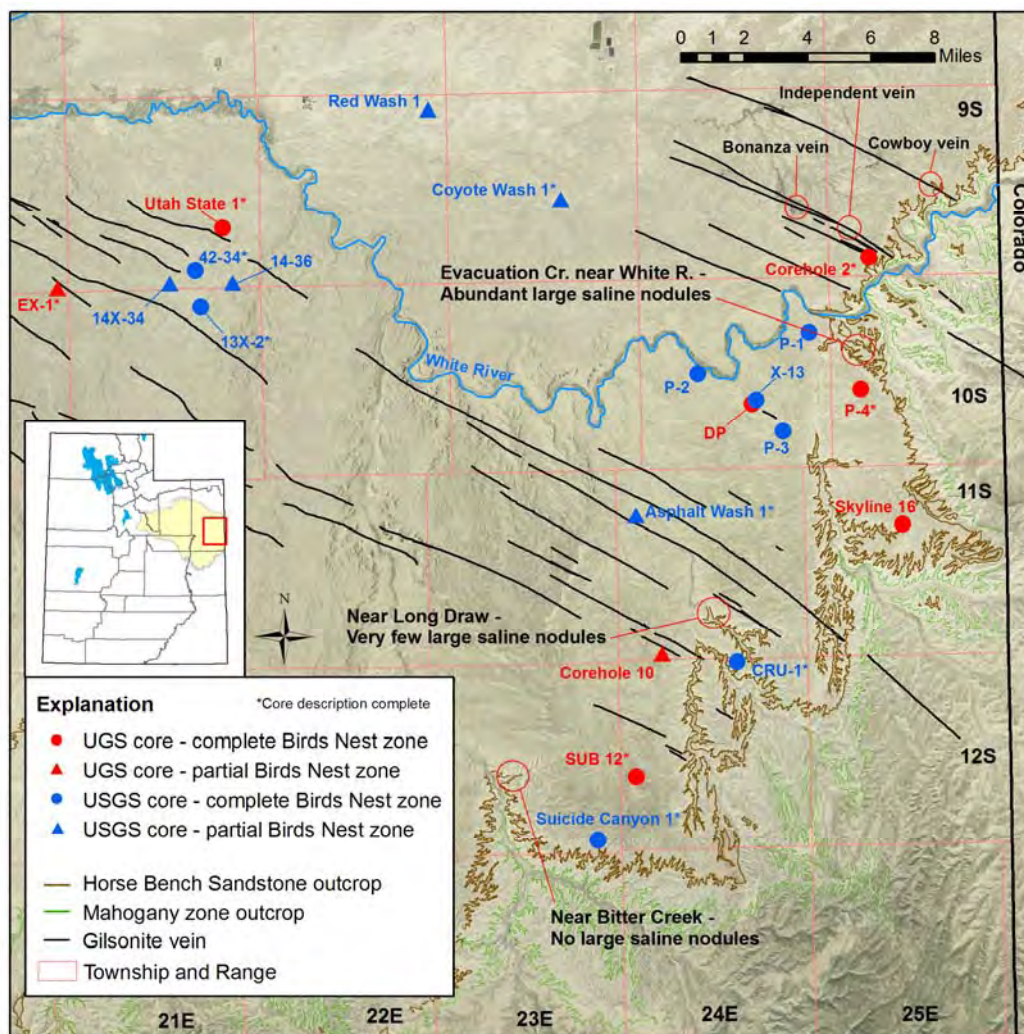 0 2 4 6 8
Miles
Red Wash 1
9S
Independent vein
Bonanza vein
Cowboy vein
Coyote Wash 1*
Utah State 1*
Colorado
42-34*
14-36
Corehole 2*
Evacuation Cr. near White R. -
Abundant large saline nodules
EX-1*
14X-34
13X-2*
P-1
White River
X-13
P-2
P-4*
10S
DP
P-3
11S
Skyline 16
Asphalt Wash 1*
N
Near Long Draw -
Very few large saline nodules
Corehole 10
CRU-1*
12S
Explanation
*Core description complete
UGS core - complete Birds Nest zone
UGS core - partial Birds Nest zone
USGS core - complete Birds Nest zone
USGS core - partial Birds Nest zone
Horse Bench Sandstone outcrop
Mahogany zone outcrop
Gilsonite vein
Township and Range
SUB 12*
Suicide Canyon 1*
Near Bitter Creek -
No large saline nodules
21E
22E
23E
24E
25E